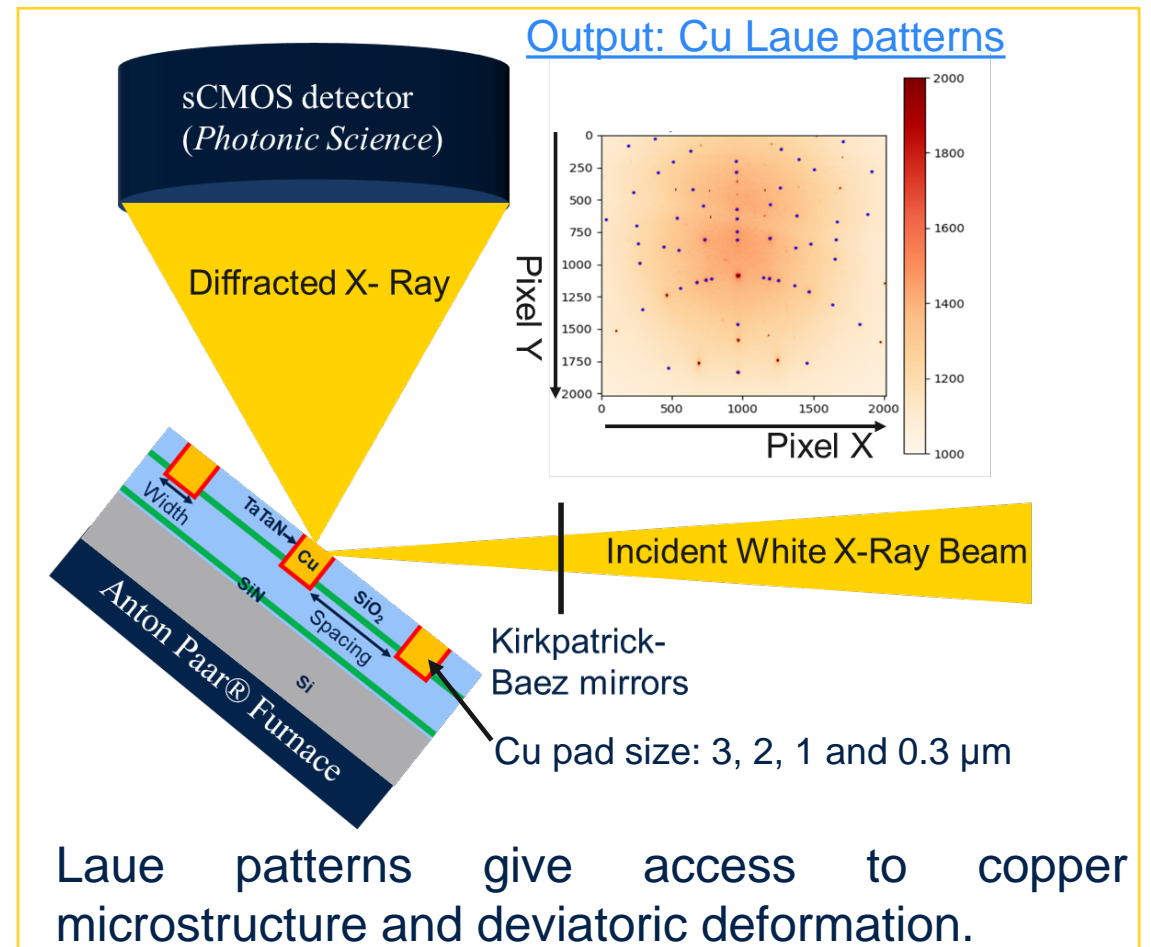 Output: Cu Laue patterns
sCMOS detector
(Photonic Science)
Diffracted X- Ray
Pixel Y
0
250
500
750
1000
1250
1500
1750
2000
0
500
1000
1500
2000
Pixel X
2000
1800
1600
1400
1200
1000
Width
TaTaN
Cu
SiN
SiO₂
Spacing
Si
Anton Paar® Furnace
Incident White X-Ray Beam
Kirkpatrick-
Baez mirrors
Cu pad size: 3, 2, 1 and 0.3 µm
Laue patterns give access to copper
microstructure and deviatoric deformation.